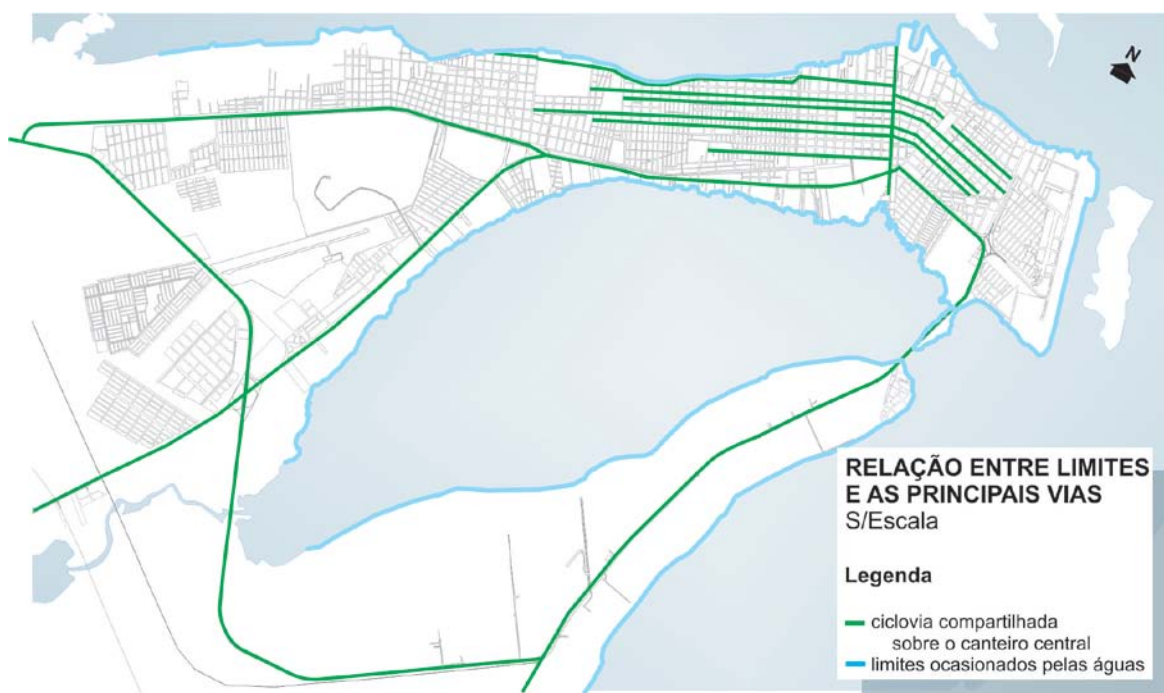 N
RELAÇÃO ENTRE LIMITES
E AS PRINCIPAIS VIAS
S/Escala
Legenda
ciclovia compartilhada
sobre o canteiro central
limites ocasionados pelas águas